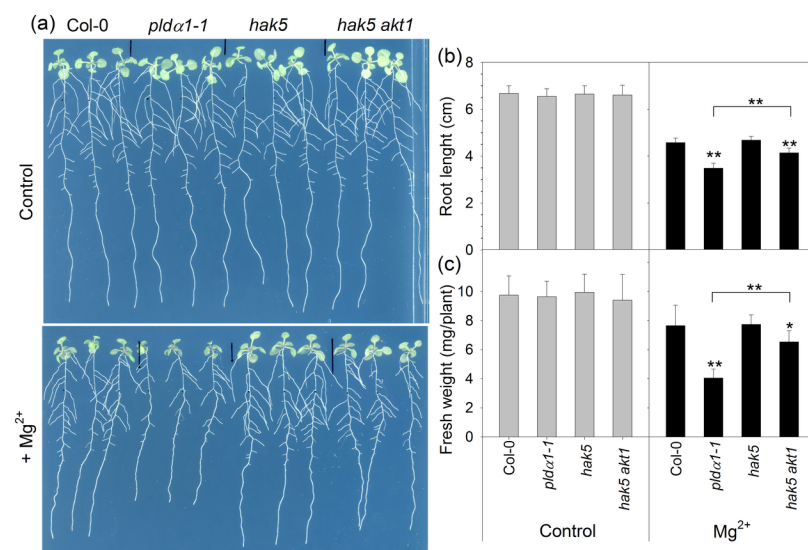 (a)
Col-0 pldα1-1 hak5 hak5 akt1
Control
+ Mg2+
(b)
Root lenght (cm)
8
6
4
2
**
** **
(c)
Fresh weight (mg/plant)
10
8
6
4
2
0
**
** *
Col-0 pldα1-1 hak5 hak5 akt1 Col-0 pldα1-1 hak5 hak5 akt1
Control Mg2+